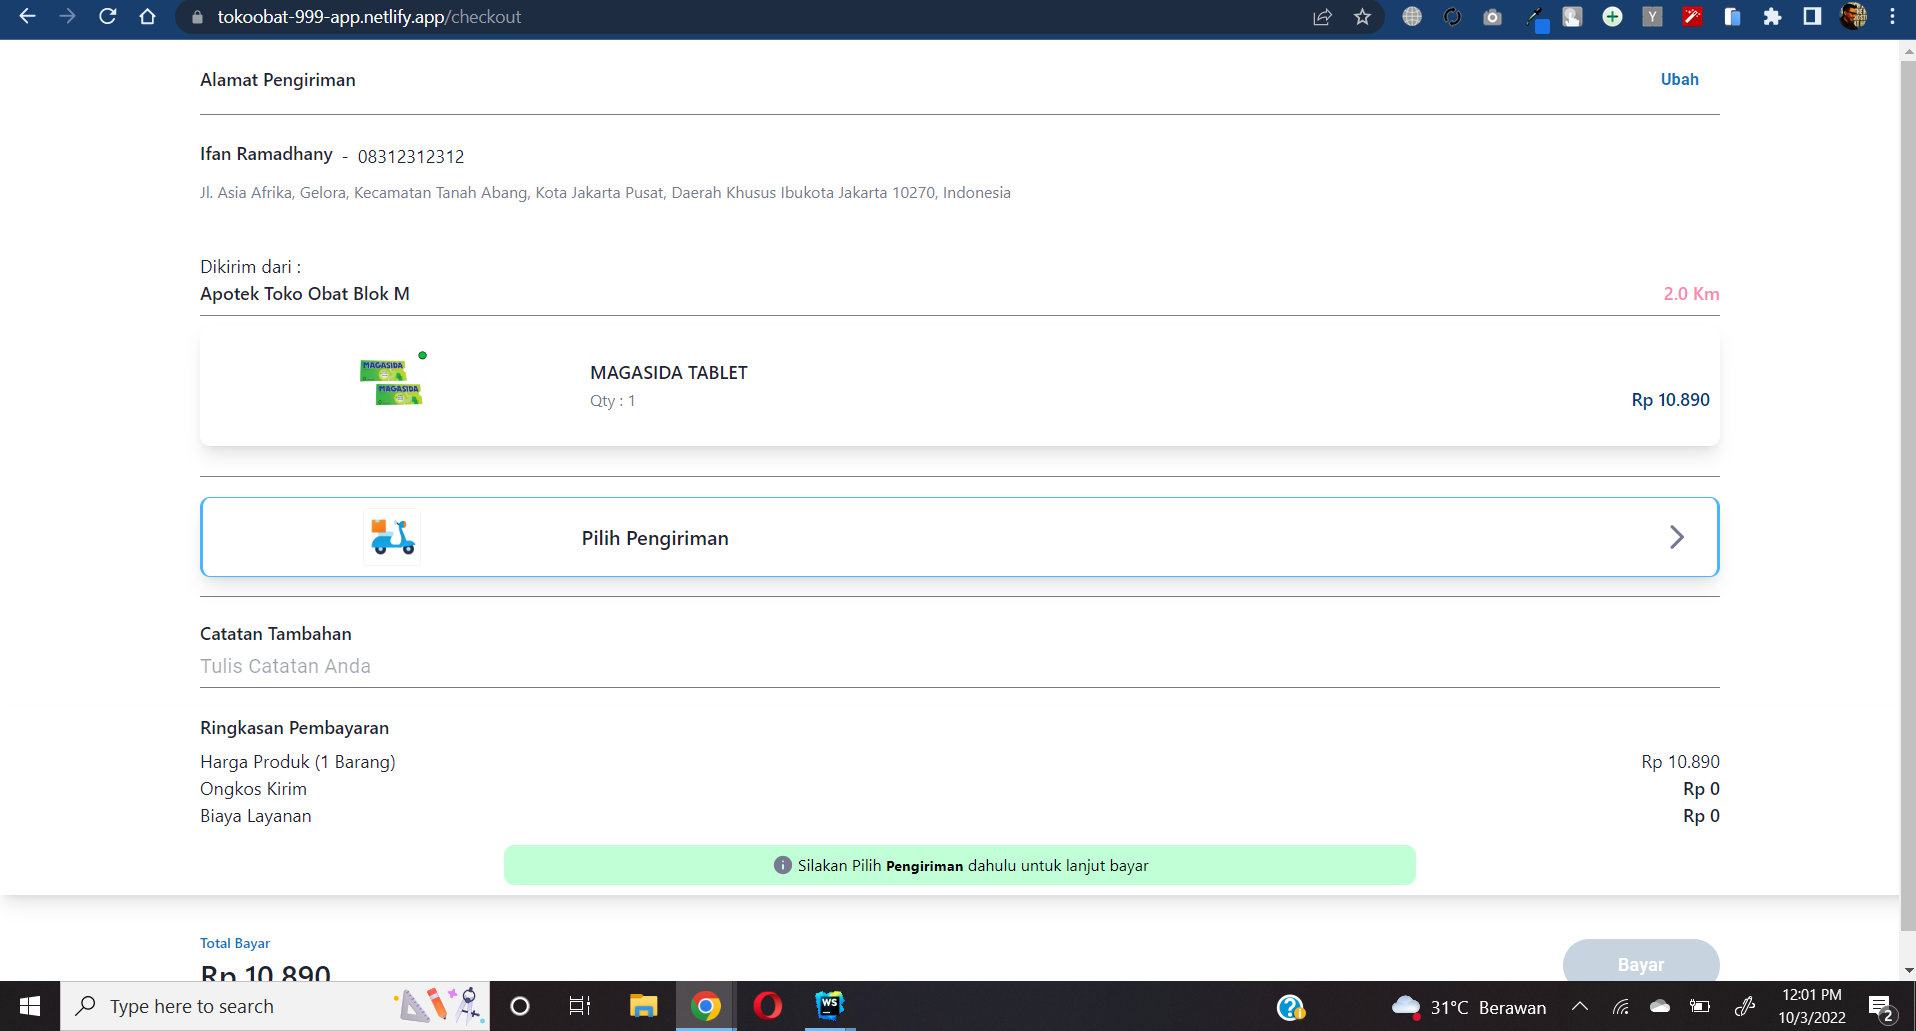 tokoobat-999-app.netlify.app/checkout
Alamat Pengiriman
Ubah
Ifan Ramadhany - 08312312312
Jl. Asia Afrika, Gelora, Kecamatan Tanah Abang, Kota Jakarta Pusat, Daerah Khusus Ibukota Jakarta 10270, Indonesia
Dikirim dari :
Apotek Toko Obat Blok M
2.0 Km
MAGASIDA
MAGASIDA
MAGASIDA TABLET
Qty : 1
Rp 10.890
Pilih Pengiriman
Catatan Tambahan
Tulis Catatan Anda
Ringkasan Pembayaran
Harga Produk (1 Barang) Rp 10.890
Ongkos Kirim Rp 0
Biaya Layanan Rp 0
Silakan Pilih Pengiriman dahulu untuk lanjut bayar
Total Bayar
Rp 10.890
Bayar
Type here to search
WS
31°C Berawan
12:01 PM
10/3/2022
2